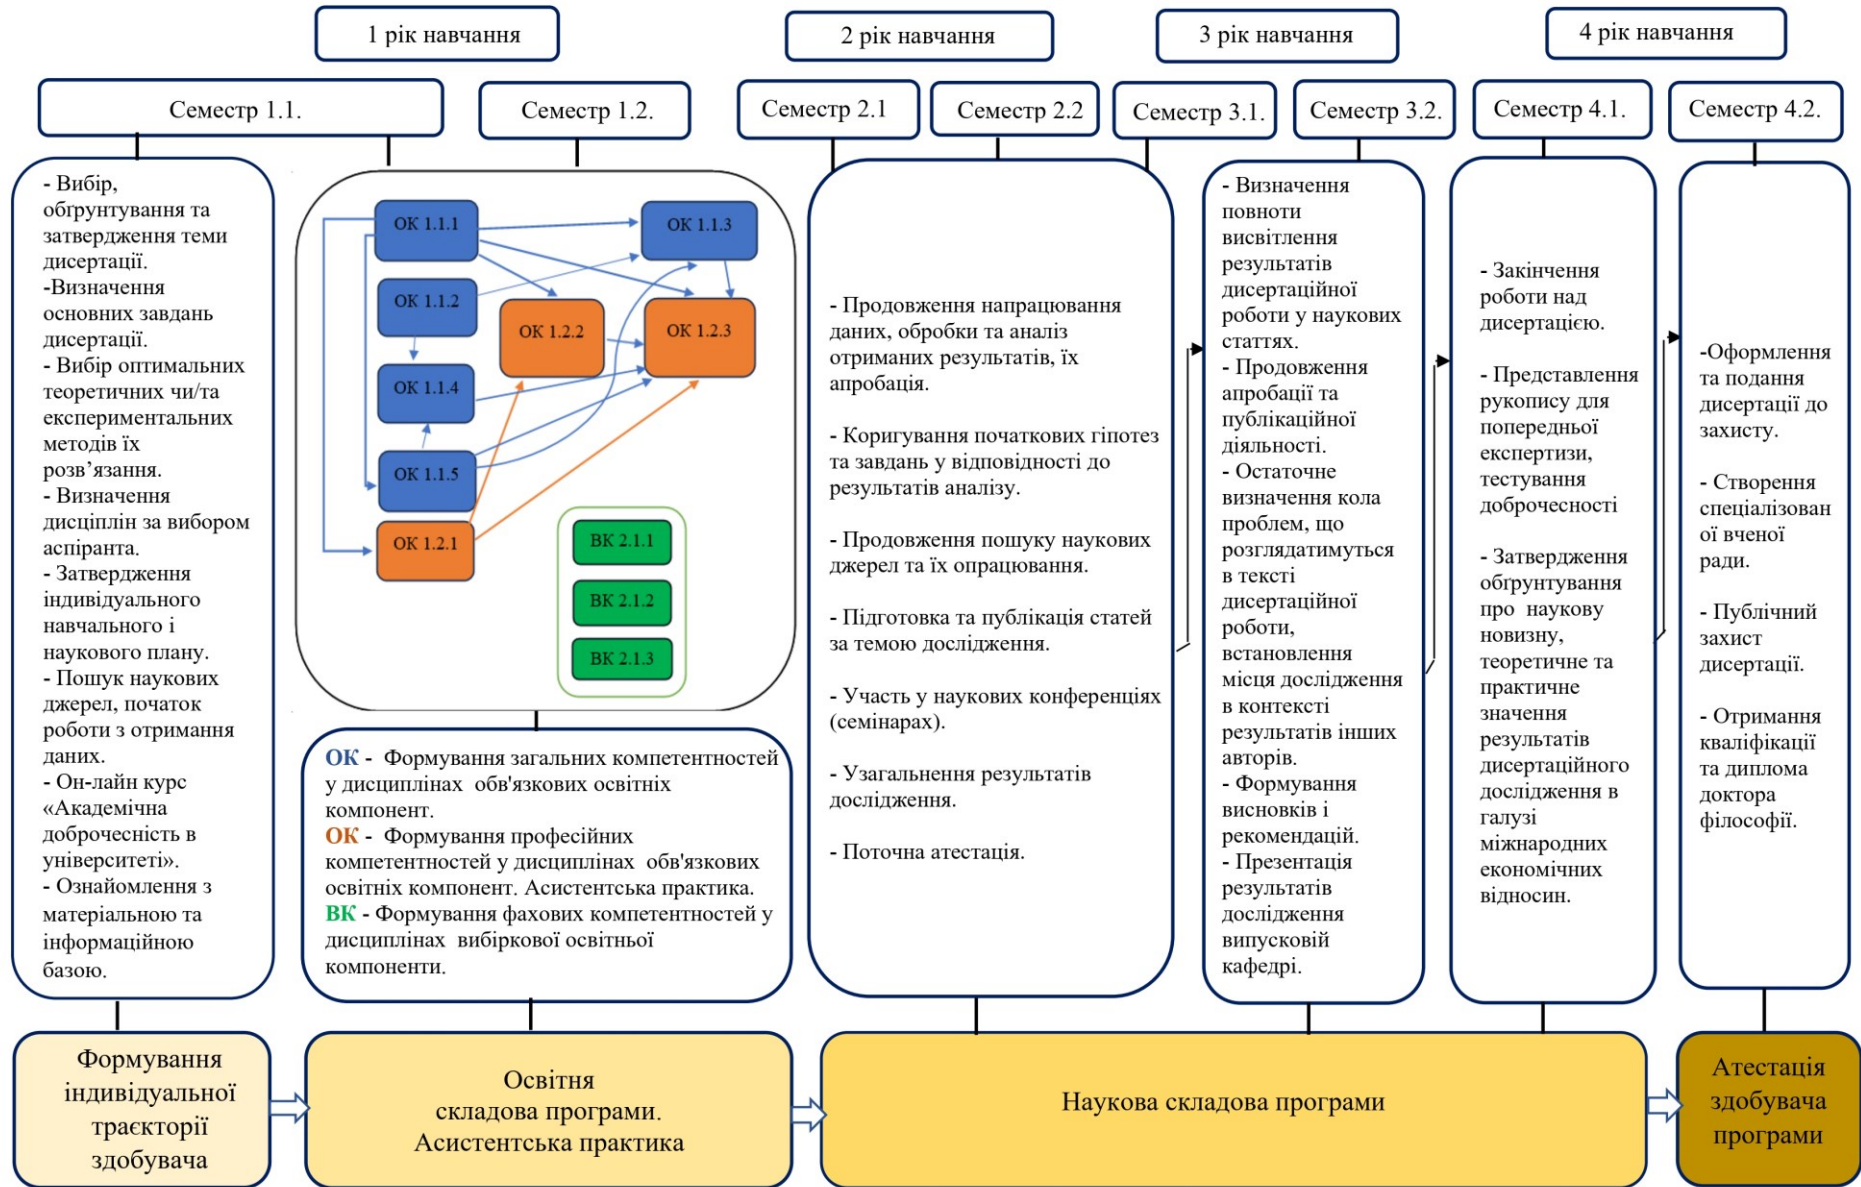 1 рік навчання
2 рік навчання
3 рік навчання
4 рік навчання
Семестр 1.1.
Семестр 1.2.
Семестр 2.1
Семестр 2.2
Семестр 3.1.
Семестр 3.2.
Семестр 4.1.
Семестр 4.2.
- Вибір,
обґрунтування та
затвердження теми
дисертації.
-Визначення
основних завдань
дисертації.
- Вибір оптимальних
теоретичних чи/та
експериментальних
методів їх
розв’язання.
- Визначення
дисціплін за вибором
аспіранта.
- Затвердження
індивідуального
навчального і
наукового плану.
- Пошук наукових
джерел, початок
роботи з отримання
даних.
- Он-лайн курс
«Академічна
доброчесність в
університеті».
- Ознайомлення з
матеріальною та
інформаційною
базою.
ОК 1.1.1
ОК 1.1.3
ОК 1.1.2
ОК 1.2.2
ОК 1.2.3
ОК 1.1.4
ОК 1.1.5
ОК 1.2.1
ВК 2.1.1
ВК 2.1.2
ВК 2.1.3
ОК - Формування загальних компетентностей
у дисциплінах обв'язкових освітніх
компонент.
ОК - Формування професійних
компетентностей у дисциплінах обв'язкових
освітніх компонент. Асистентська практика.
ВК - Формування фахових компетентностей у
дисциплінах вибіркової освітньої
компоненти.
- Продовження напрацювання
даних, обробки та аналіз
отриманих результатів, їх
апробація.
- Коригування початкових гіпотез
та завдань у відповідності до
результатів аналізу.
- Продовження пошуку наукових
джерел та їх опрацювання.
- Підготовка та публікація статей
за темою дослідження.
- Участь у наукових конференціях
(семінарах).
- Узагальнення результатів
дослідження.
- Поточна атестація.
- Визначення
повноти
висвітлення
результатів
дисертаційної
роботи у наукових
статтях.
- Продовження
апробації та
публікаційної
діяльності.
- Остаточне
визначення кола
проблем, що
розглядатимуться
в тексті
дисертаційної
роботи,
встановлення
місця дослідження
в контексті
результатів інших
авторів.
- Формування
висновків і
рекомендацій.
- Презентація
результатів
дослідження
випусковій
кафедрі.
- Закінчення
роботи над
дисертацією.
- Представлення
рукопису для
попередньої
експертизи,
тестування
доброчесності
- Затвердження
обґрунтування
про наукову
новизну,
теоретичне та
практичне
значення
результатів
дисертаційного
дослідження в
галузі
міжнародних
економічних
відносин.
-Оформлення
та подання
дисертації до
захисту.
- Створення
спеціалізован
ої вченої
ради.
- Публічний
захист
дисертації.
- Отримання
кваліфікації
та диплома
доктора
філософії.
Формування
індивідуальної
траєкторії
здобувача
Освітня
складова програми.
Асистентська практика
Наукова складова програми
Атестація
здобувача
програми